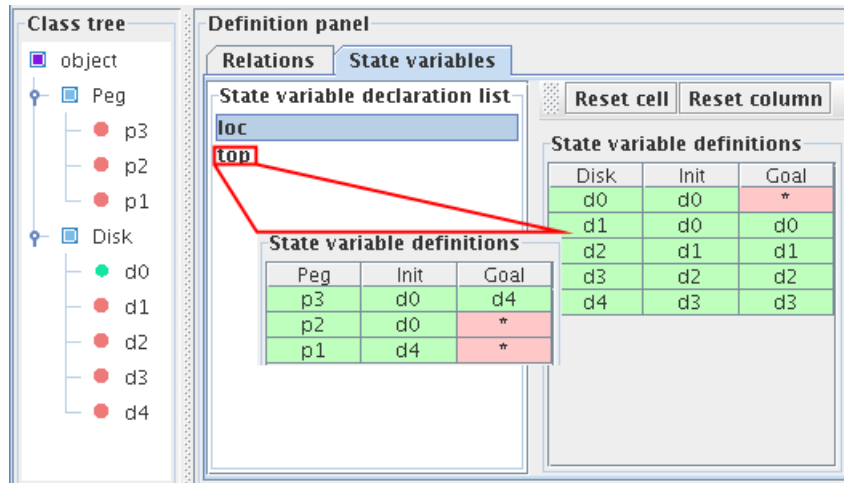 Class tree
object
Peg
p3
p2
p1
Disk
d0
d1
d2
d3
d4
Definition panel
Relations State variables
State variable declaration list
loc
top
State variable definitions
Peg Init Goal
p3 d0 d4
p2 d0 *
p1 d4 *
Reset cell Reset column
State variable definitions
Disk Init Goal
d0 d0 *
d1 d0 d0
d2 d1 d1
d3 d2 d2
d4 d3 d3